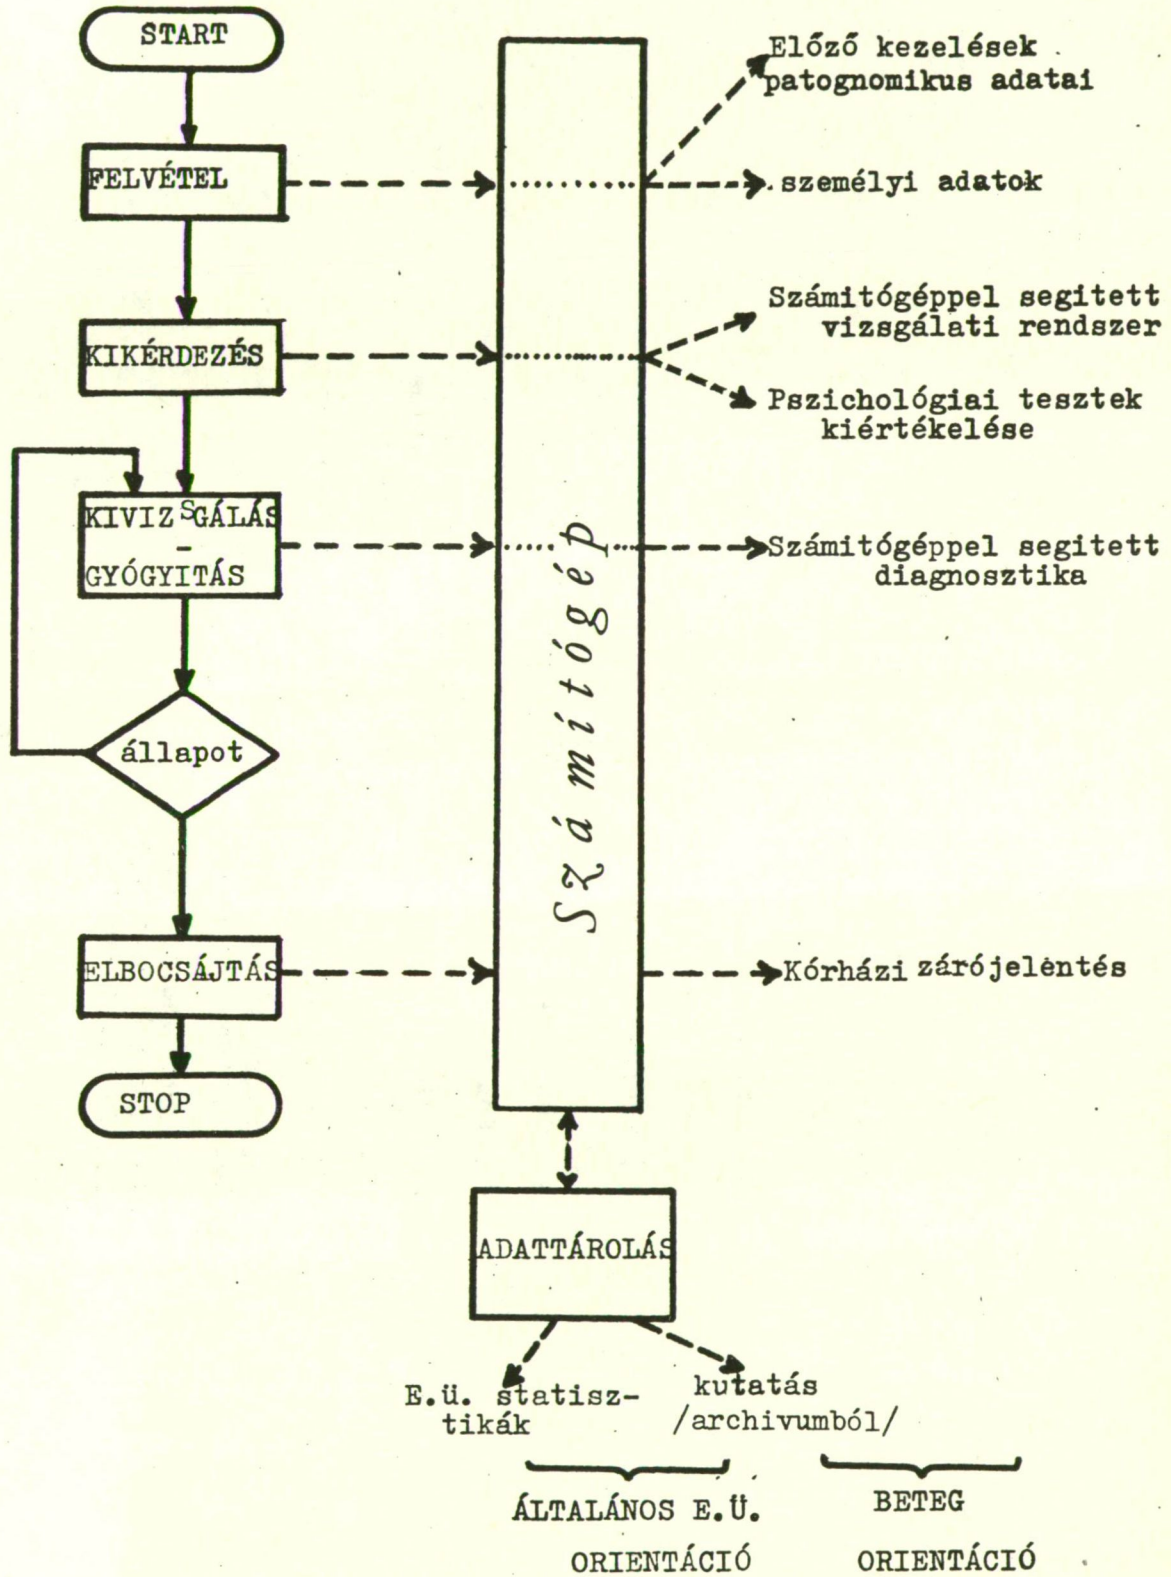 START
Előző kezelések
patognomikus adatai
FELVÉTEL
személyi adatok
Számitógéppel segitett
vizsgálati rendszer
KIKÉRDEZÉS
Pszichológiai tesztek
kiértékelése
KIVIZSGÁLÁS
-
GYÓGYITÁS
Számitógéppel segitett
diagnosztika
Számítógép
állapot
ELBOCSÁJTÁS
Kórházi zárójelentés
STOP
ADATTÁROLÁS
E.ü. statisz-
tikák
kutatás
/archivumból/
ÁLTALÁNOS E.Ü.
ORIENTÁCIÓ
BETEG
ORIENTÁCIÓ